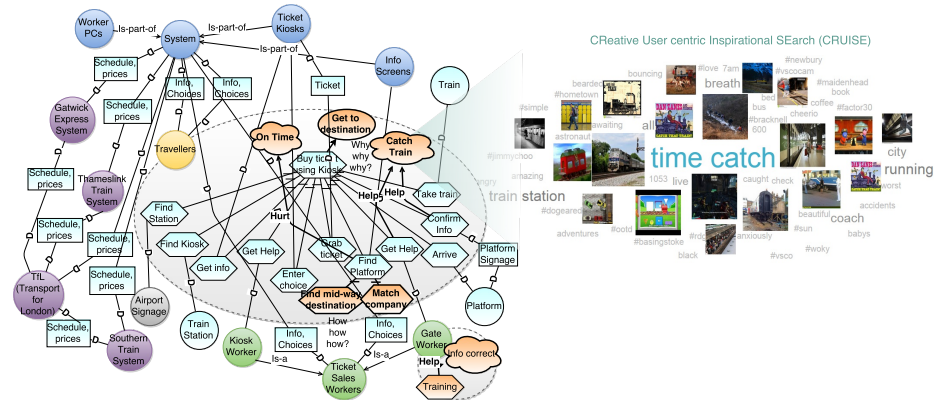 CReative User centric Inspirational SEarch (CRUISE)
Worker
PCs
Is-part-of
System
Is-part-of
Ticket
Kiosks
Is-part-of
Info
Screens
Schedule,
prices
Info,
Choices
Info,
Choices
Ticket
Train
Gatwick
Express
System
Schedule,
prices
Travellers
On Time
Get to
destination
Catch
Train
Why
why
why?
Buy tick
using Kiosk
Schedule,
prices
Thameslink
Train
System
Help
Help
Take train
Find
Station
Hurt
Confirm
Info
Schedule,
prices
Schedule,
prices
Find Kiosk
Get Help
Grab
ticket
Get Help
Arrive
Platform
Signage
Get info
Find
Platform
Enter
choice
Schedule,
prices
TfL
(Transport
for
London)
Airport
Signage
Find mid-way
destination
Match
company
Platform
Schedule,
prices
Train
Station
How
how
how?
Info,
Choices
Info,
Choices
Southern
Train
System
Kiosk
Worker
Gate
Worker
Info correct
Is-a
Is-a
Help
Ticket
Sales
Workers
Training
bouncing
#love
7am
#newbury
#vscocam
bearded
breath
#maidenhead
#hometown
bed
book
bus
coffee
#simple
#factor30
awaiting
all
#bracknell
cheerio
astronaut
600
#jimmychoo
time catch
city
amazing
running
angry
1053
live
caught
check
worst
train station
accidents
#dogeared
beautiful
coach
#ootd
#sun
adventures
#basingstoke
anxiously
babys
#woky
black
#vsco